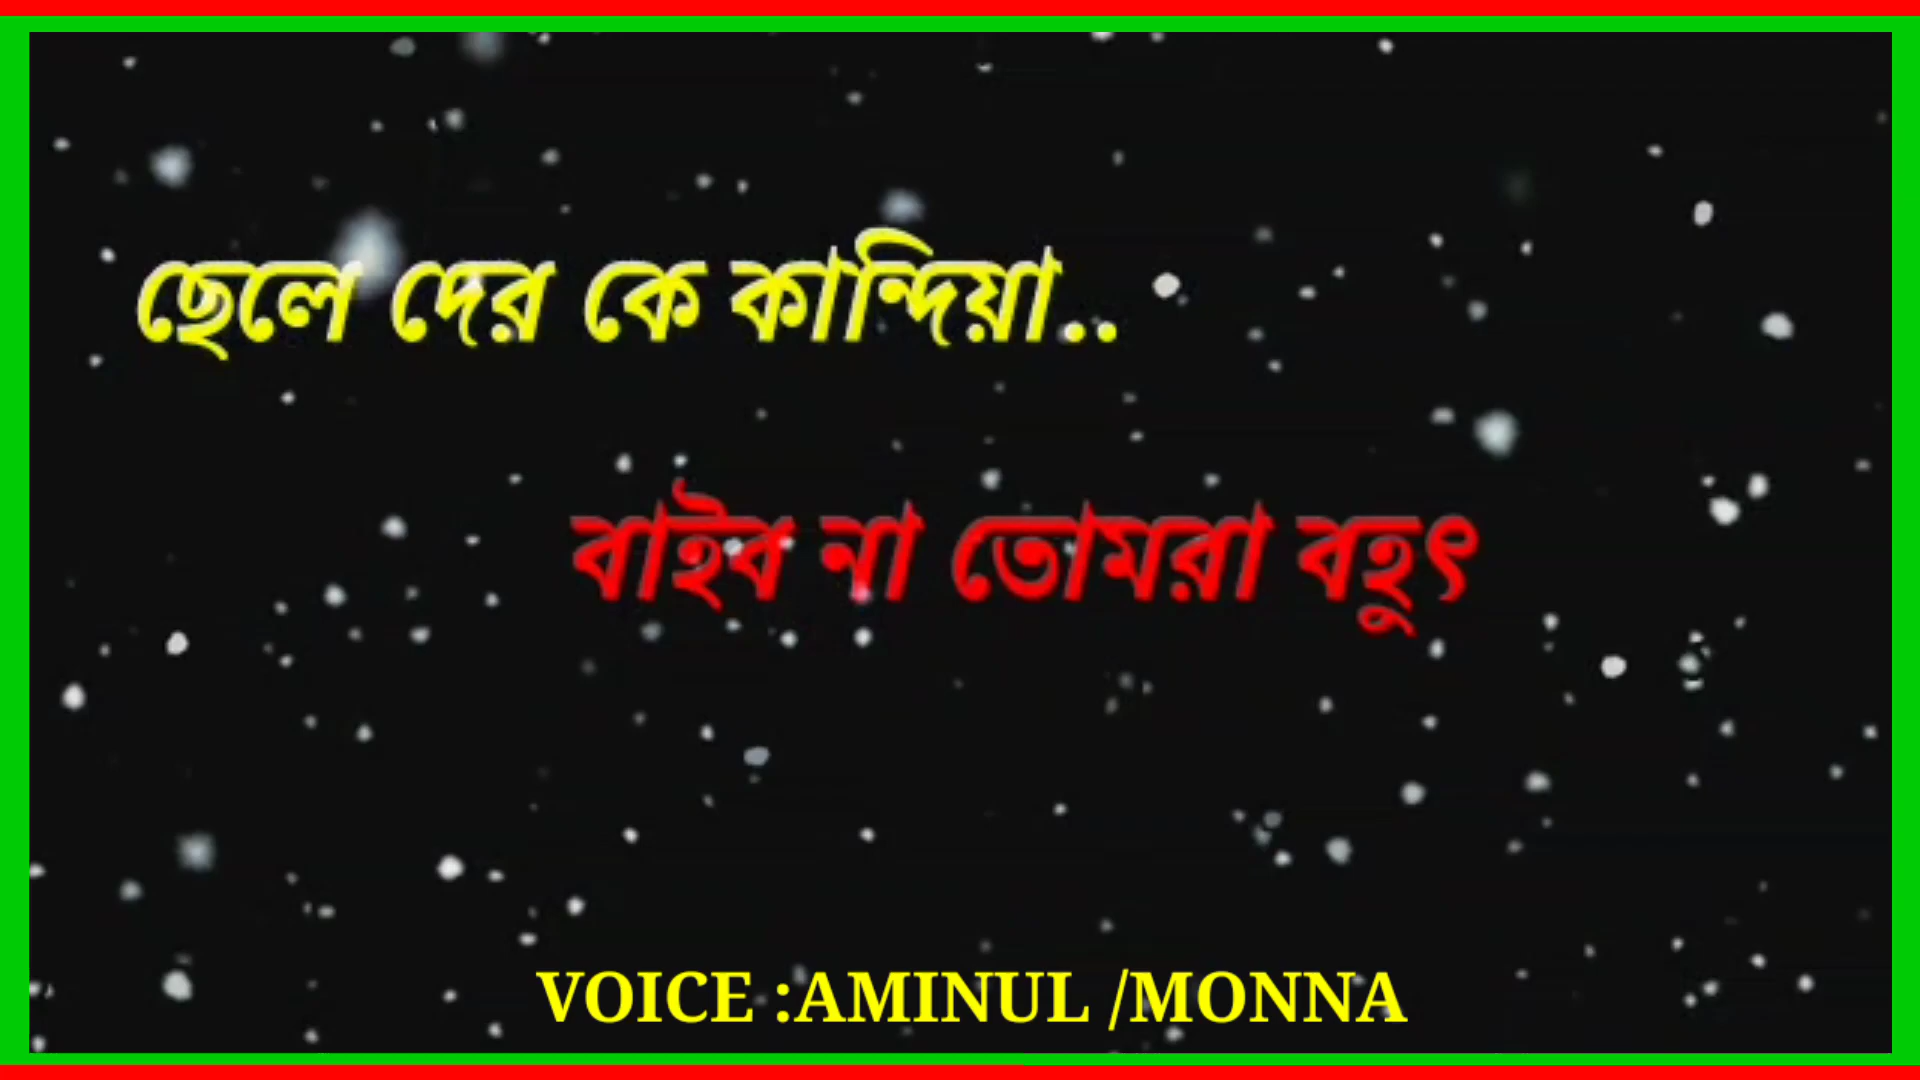 ছেলে দের কে কান্দিয়া..
বাইব না তোমরা বহুৎ
VOICE :AMINUL /MONNA